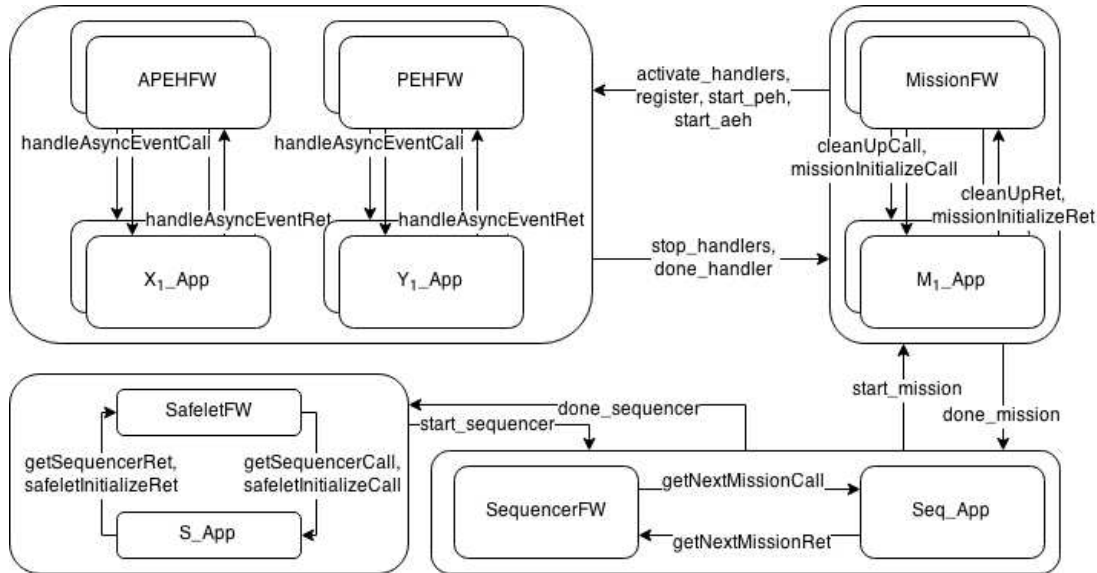 APEHFW
PEHFW
MissionFW
activate_handlers,
register, start_peh,
start_aeh
handleAsyncEventCall
handleAsyncEventCall
cleanUpCall,
missionInitializeCall
cleanUpRet,
missionInitializeRet
handleAsyncEventRet
handleAsyncEventRet
stop_handlers,
done_handler
X₁_App
Y₁_App
M₁_App
start_mission
done_mission
SafeletFW
done_sequencer
start_sequencer
getSequencerRet,
safeletInitializeRet
getSequencerCall,
safeletInitializeCall
S_App
SequencerFW
getNextMissionCall
getNextMissionRet
Seq_App